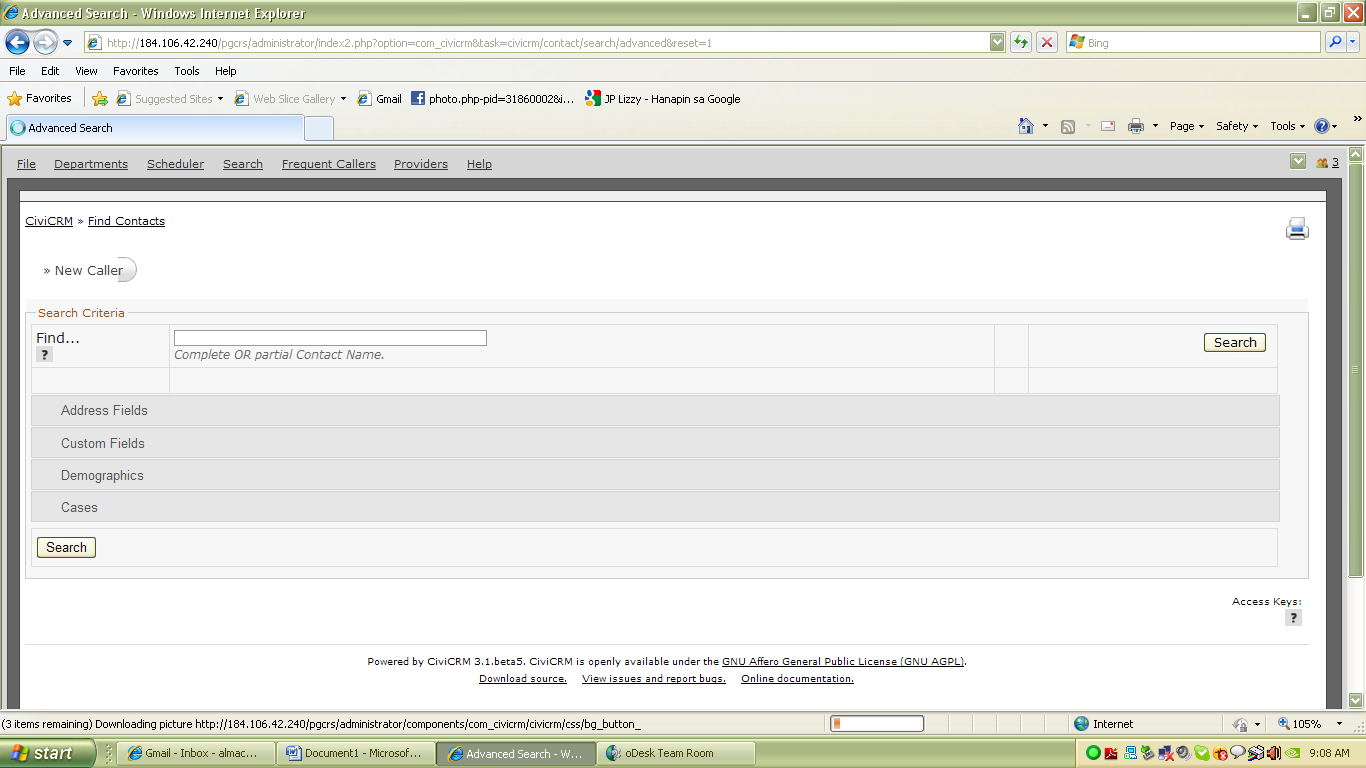 Advanced Search - Windows Internet Explorer
http://184.106.42.240/pgcrs/administrator/index2.php?option=com_civicrm&task=civicrm/contact/search/advanced&reset=1
Bing
File Edit View Favorites Tools Help
Favorites Suggested Sites Web Slice Gallery Gmail photo.php-pid=31860002&i... JP Lizzy - Hanapin sa Google
Advanced Search
Page Safety Tools »
File Departments Scheduler Search Frequent Callers Providers Help 3
CiviCRM » Find Contacts
» New Caller
Search Criteria
Find...
?
Complete OR partial Contact Name.
Search
Address Fields
Custom Fields
Demographics
Cases
Search
Access Keys:
?
Powered by CiviCRM 3.1.beta5. CiviCRM is openly available under the GNU Affero General Public License (GNU AGPL).
Download source. View issues and report bugs. Online documentation.
(3 items remaining) Downloading picture http://184.106.42.240/pgcrs/administrator/components/com_civicrm/civicrm/css/bg_button_ Internet 105%
start Gmail - Inbox - almac... Document1 - Microsof... Advanced Search - W... oDesk Team Room 9:08 AM